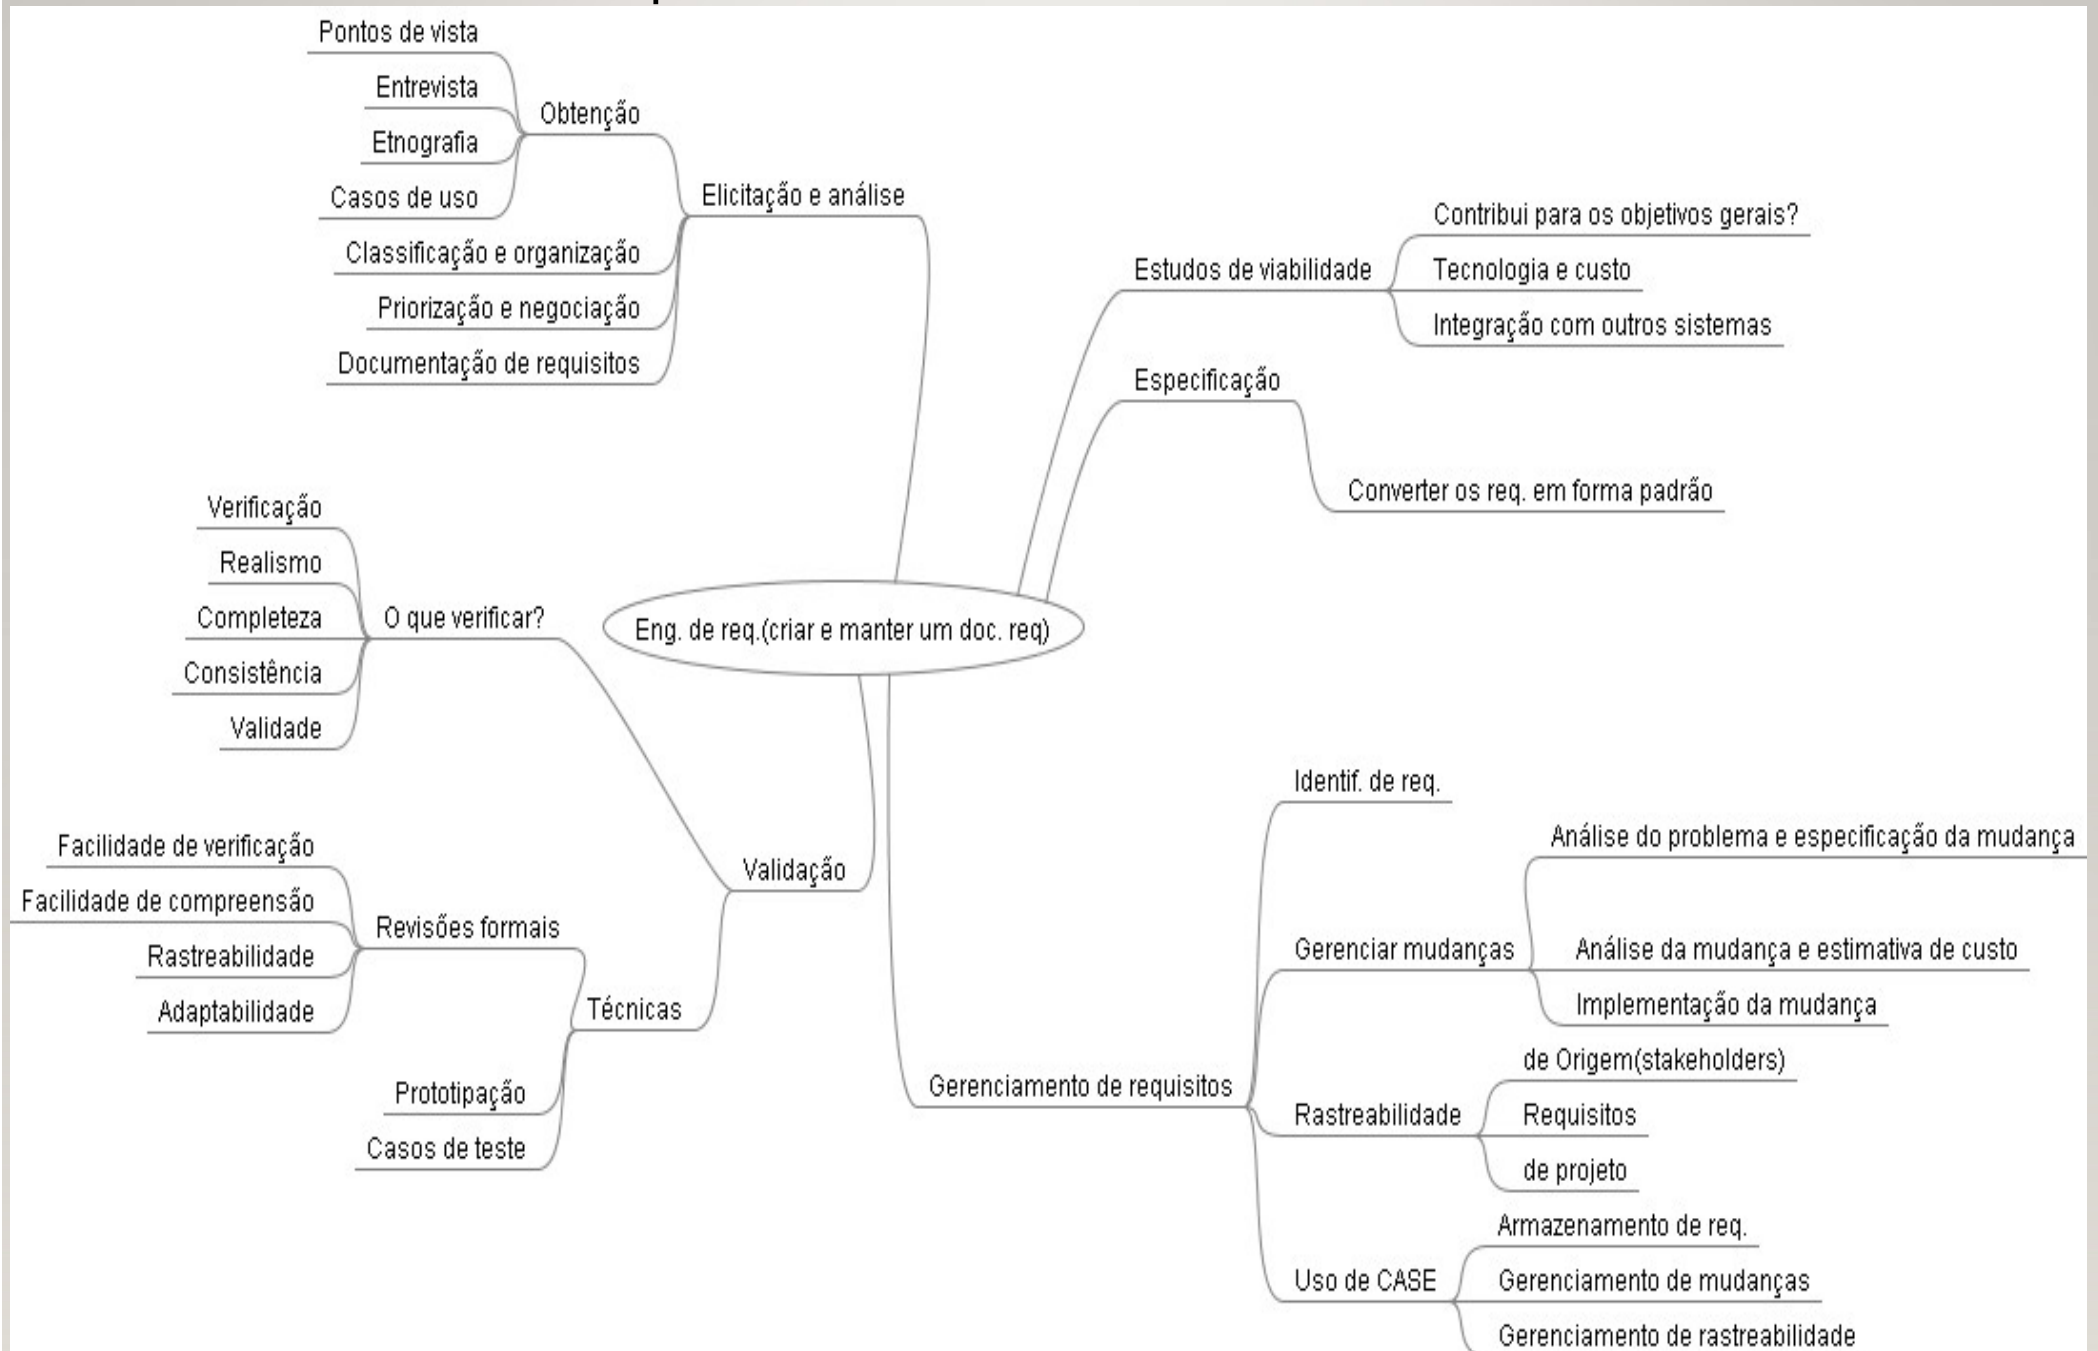 Pontos de vista
Entrevista
Etnografia
Casos de uso
Obtenção
Classificação e organização
Priorização e negociação
Documentação de requisitos
Elicitação e análise
Estudos de viabilidade
Contribui para os objetivos gerais?
Tecnologia e custo
Integração com outros sistemas
Especificação
Converter os req. em forma padrão
Eng. de req.(criar e manter um doc. req)
Verificação
Realismo
Completeza
Consistência
Validade
O que verificar?
Validação
Facilidade de verificação
Facilidade de compreensão
Rastreabilidade
Adaptabilidade
Revisões formais
Técnicas
Prototipação
Casos de teste
Gerenciamento de requisitos
Identif. de req.
Gerenciar mudanças
Análise do problema e especificação da mudança
Análise da mudança e estimativa de custo
Implementação da mudança
Rastreabilidade
de Origem(stakeholders)
Requisitos
de projeto
Uso de CASE
Armazenamento de req.
Gerenciamento de mudanças
Gerenciamento de rastreabilidade